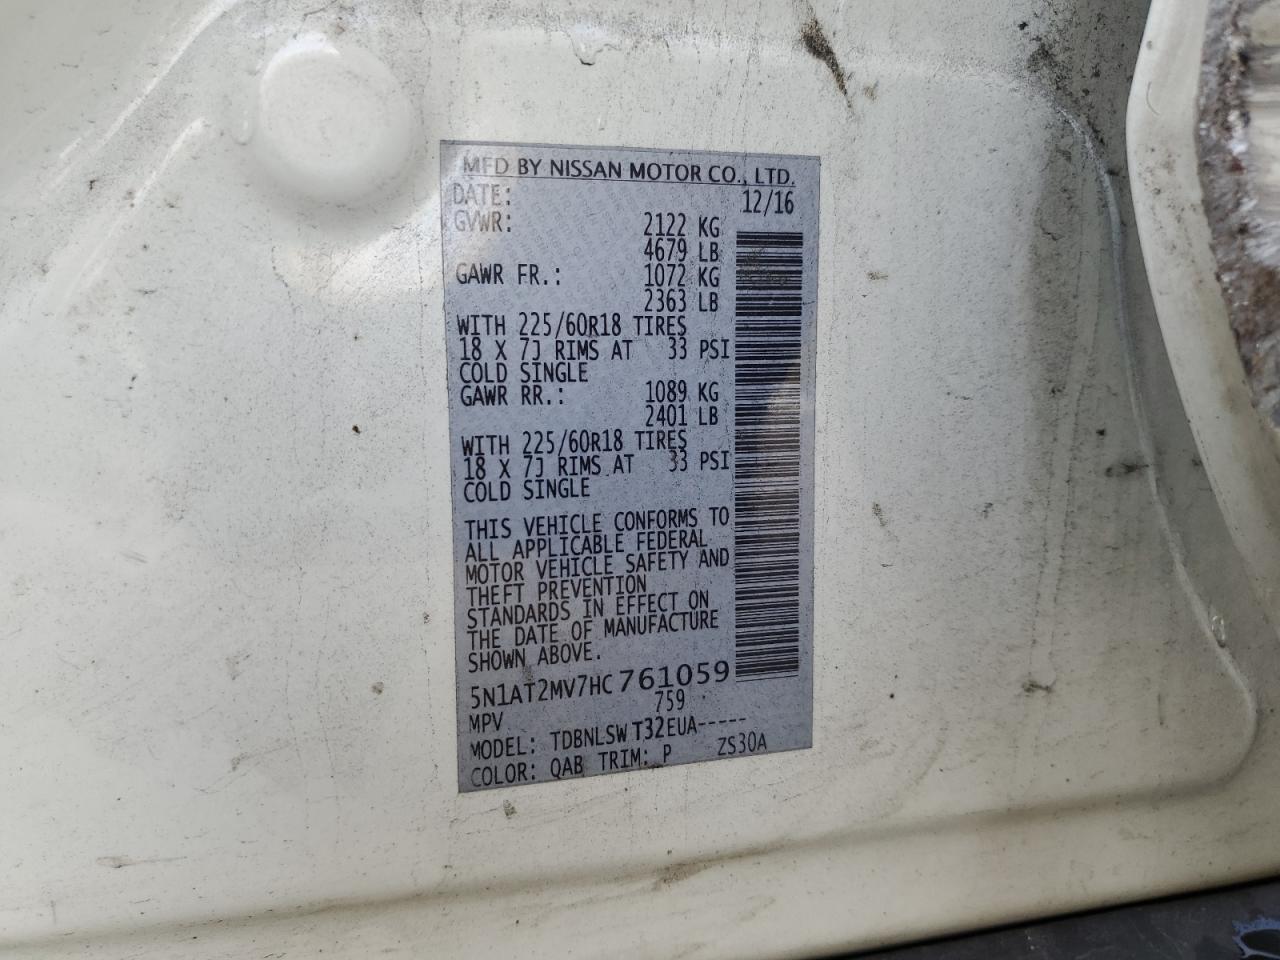 MFD BY NISSAN MOTOR CO., LTD.
DATE: 12/16
GVWR: 2122 KG
4679 LB
GAWR FR.: 1072 KG
2363 LB
WITH 225/60R18 TIRES
18 X 7J RIMS AT 33 PSI
COLD SINGLE
GAWR RR.: 1089 KG
2401 LB
WITH 225/60R18 TIRES
18 X 7J RIMS AT 33 PSI
COLD SINGLE
THIS VEHICLE CONFORMS TO
ALL APPLICABLE FEDERAL
MOTOR VEHICLE SAFETY AND
THEFT PREVENTION
STANDARDS IN EFFECT ON
THE DATE OF MANUFACTURE
SHOWN ABOVE.
5N1AT2MV7HC761059
MPV 759
MODEL: TDBNLSWT32EUA-----
COLOR: QAB TRIM: P ZS30A